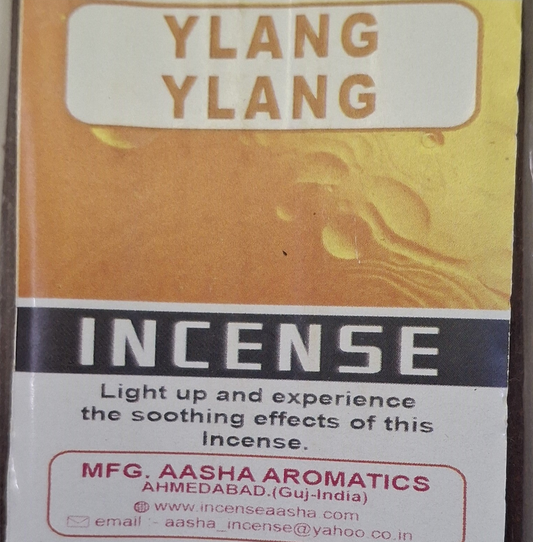 YLANG
YLANG
INCENSE
Light up and experience
the soothing effects of this
Incense.
MFG. AASHA AROMATICS
AHMEDABAD.(Guj-India)
www.incenseaasha.com
email :- aasha_incense@yahoo.co.in